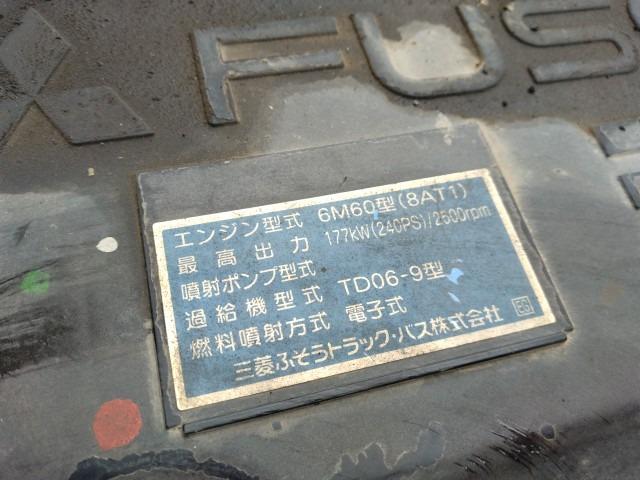 FUS
エンジン型式 6M60型(8AT1)
最高出力 177kW(240PS)/2500rpm
噴射ポンプ型式
過給機型式 TD06-9型
燃料噴射方式 電子式
三菱ふそうトラック・バス株式会社